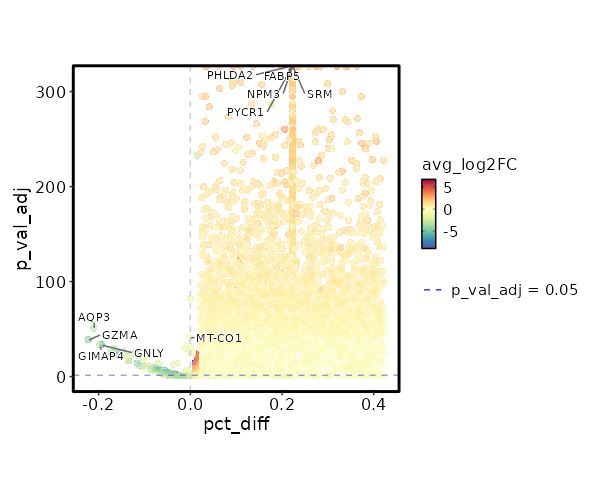 PHLDA2
FABP5
NPM3
SRM
PYCR1
AQP3
GZMA
GIMAP4
GNLY
MT-CO1
300
200
100
0
p_val_adj
-0.2
0.0
0.2
0.4
pct_diff
avg_log2FC
5
0
-5
p_val_adj = 0.05